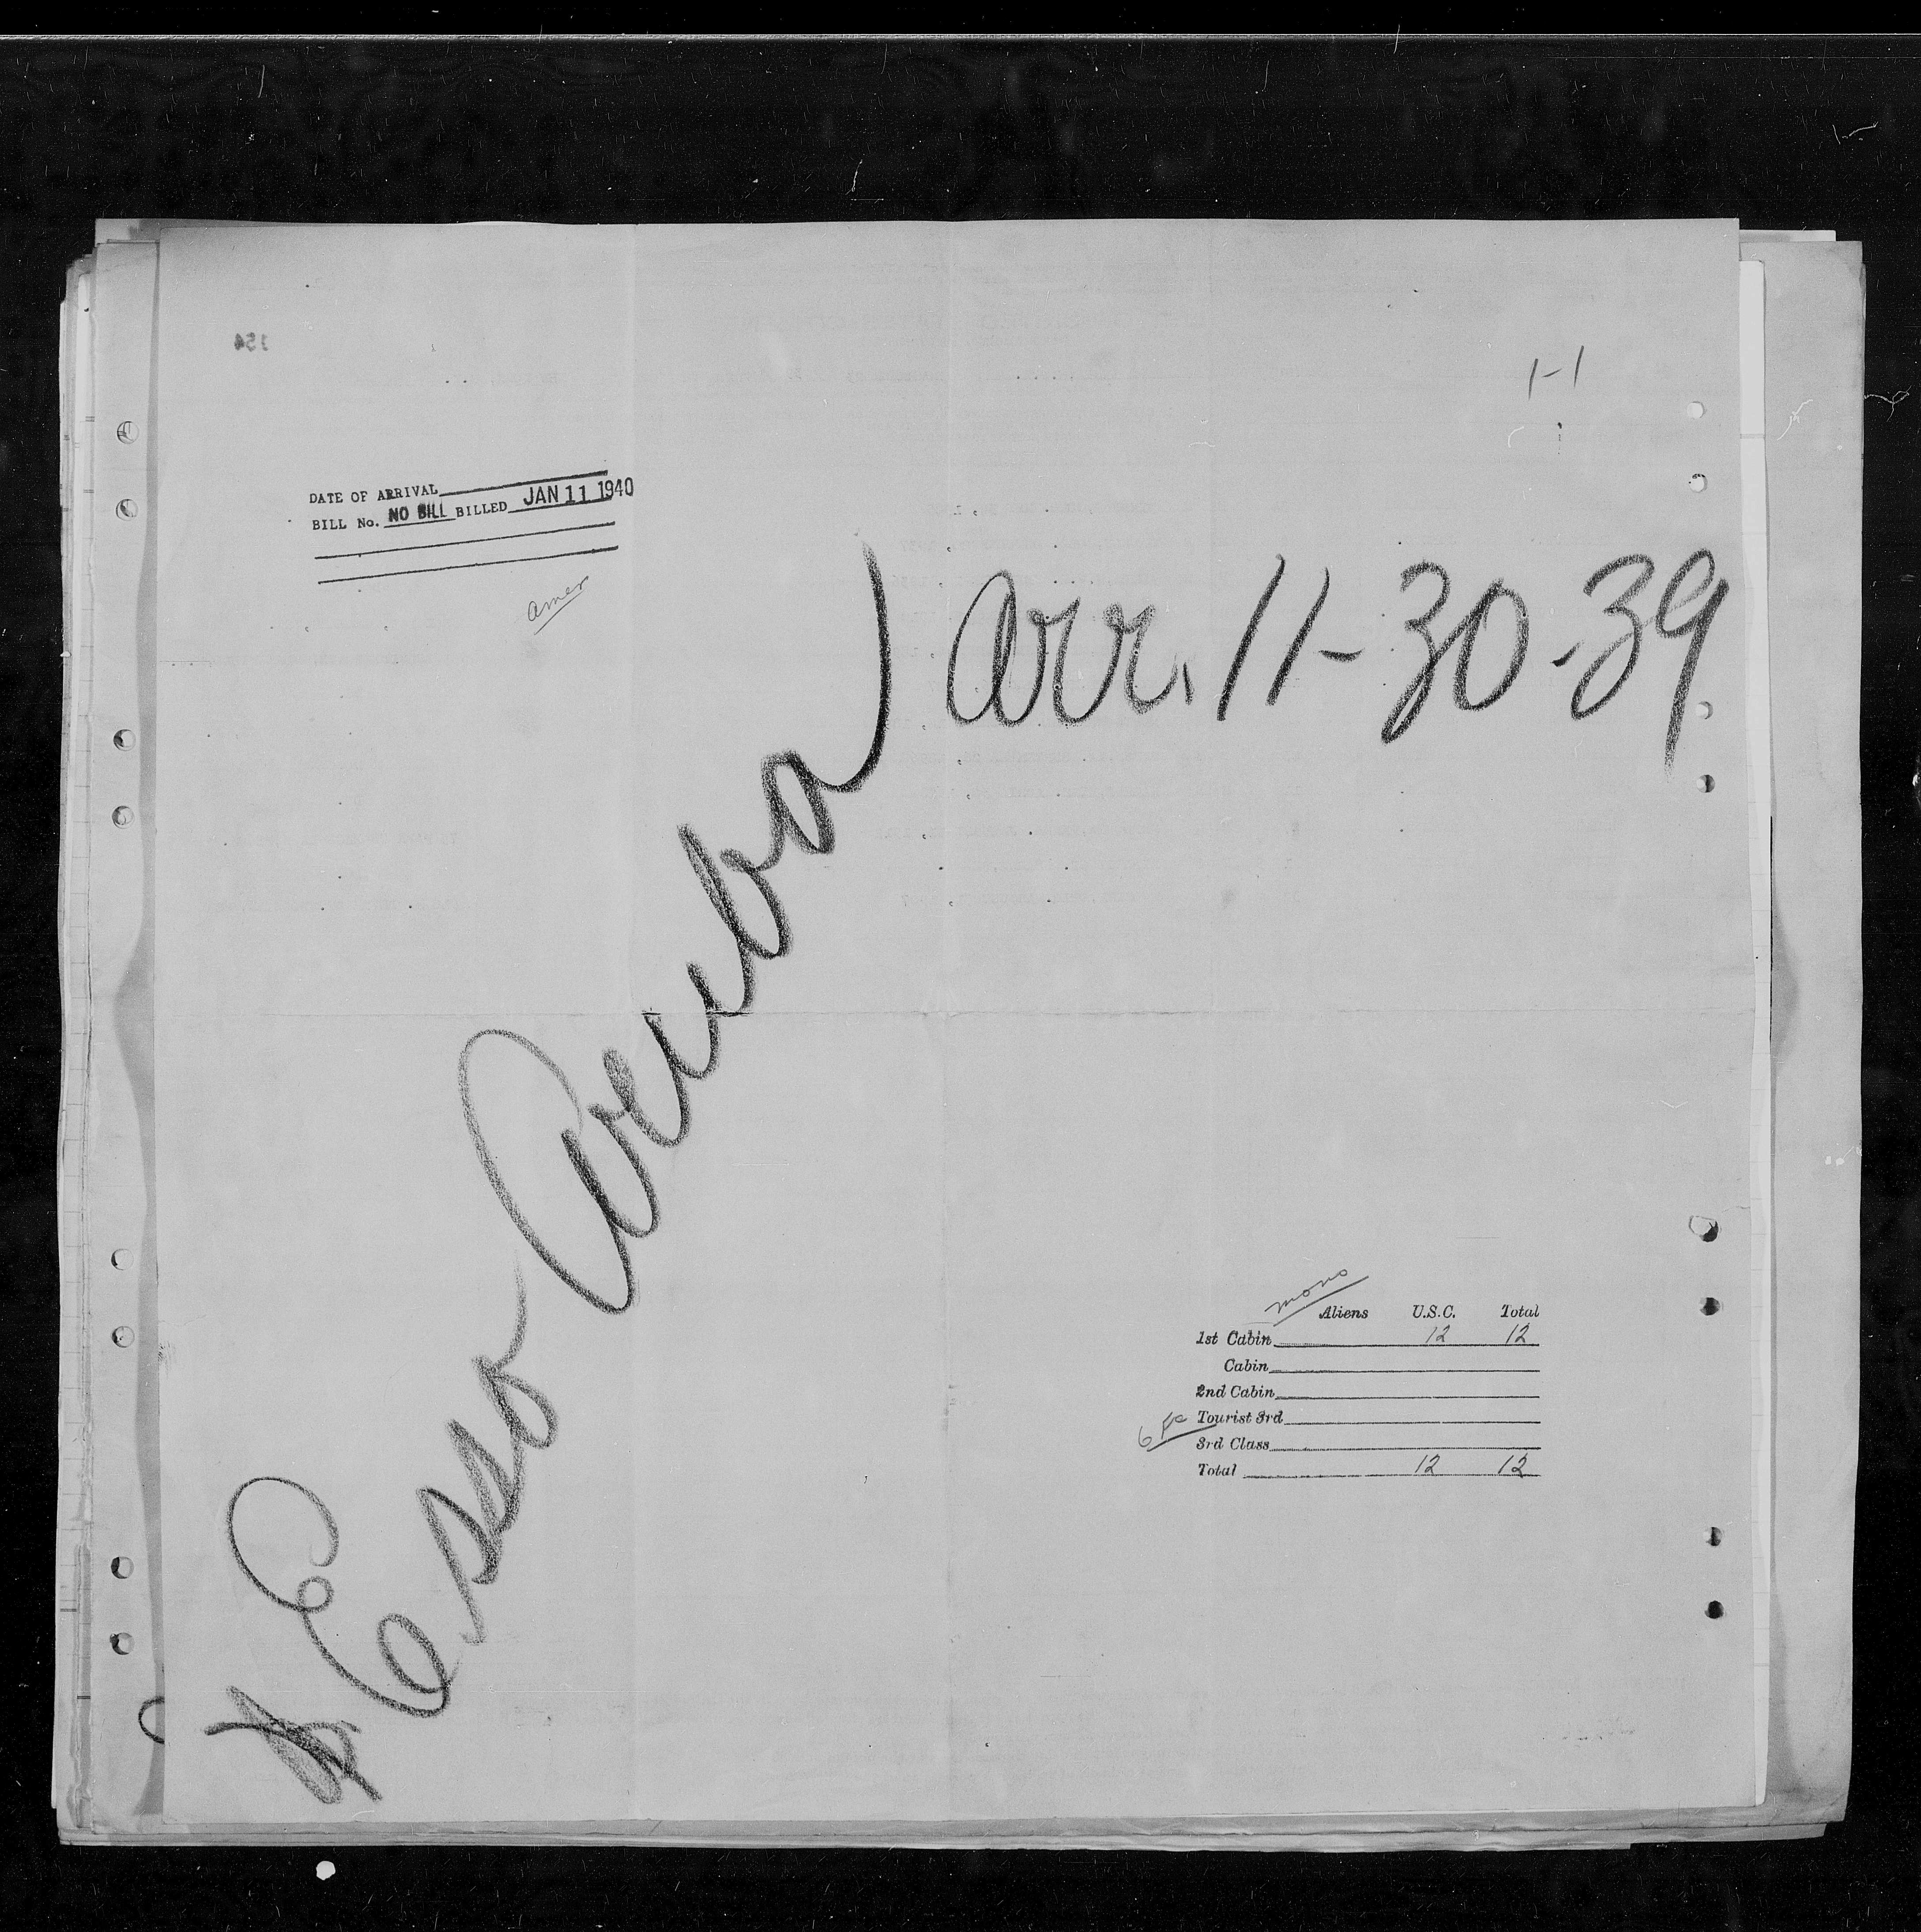 154
1-1
DATE OF ARRIVAL
BILL No. NO BILL BILLED JAN 11 1940
amer
arr. 11-30-39
Esso Aruba
mono
Aliens U.S.C. Total
1st Cabin 12 12
Cabin
2nd Cabin
Tourist 3rd
3rd Class
Total 12 12